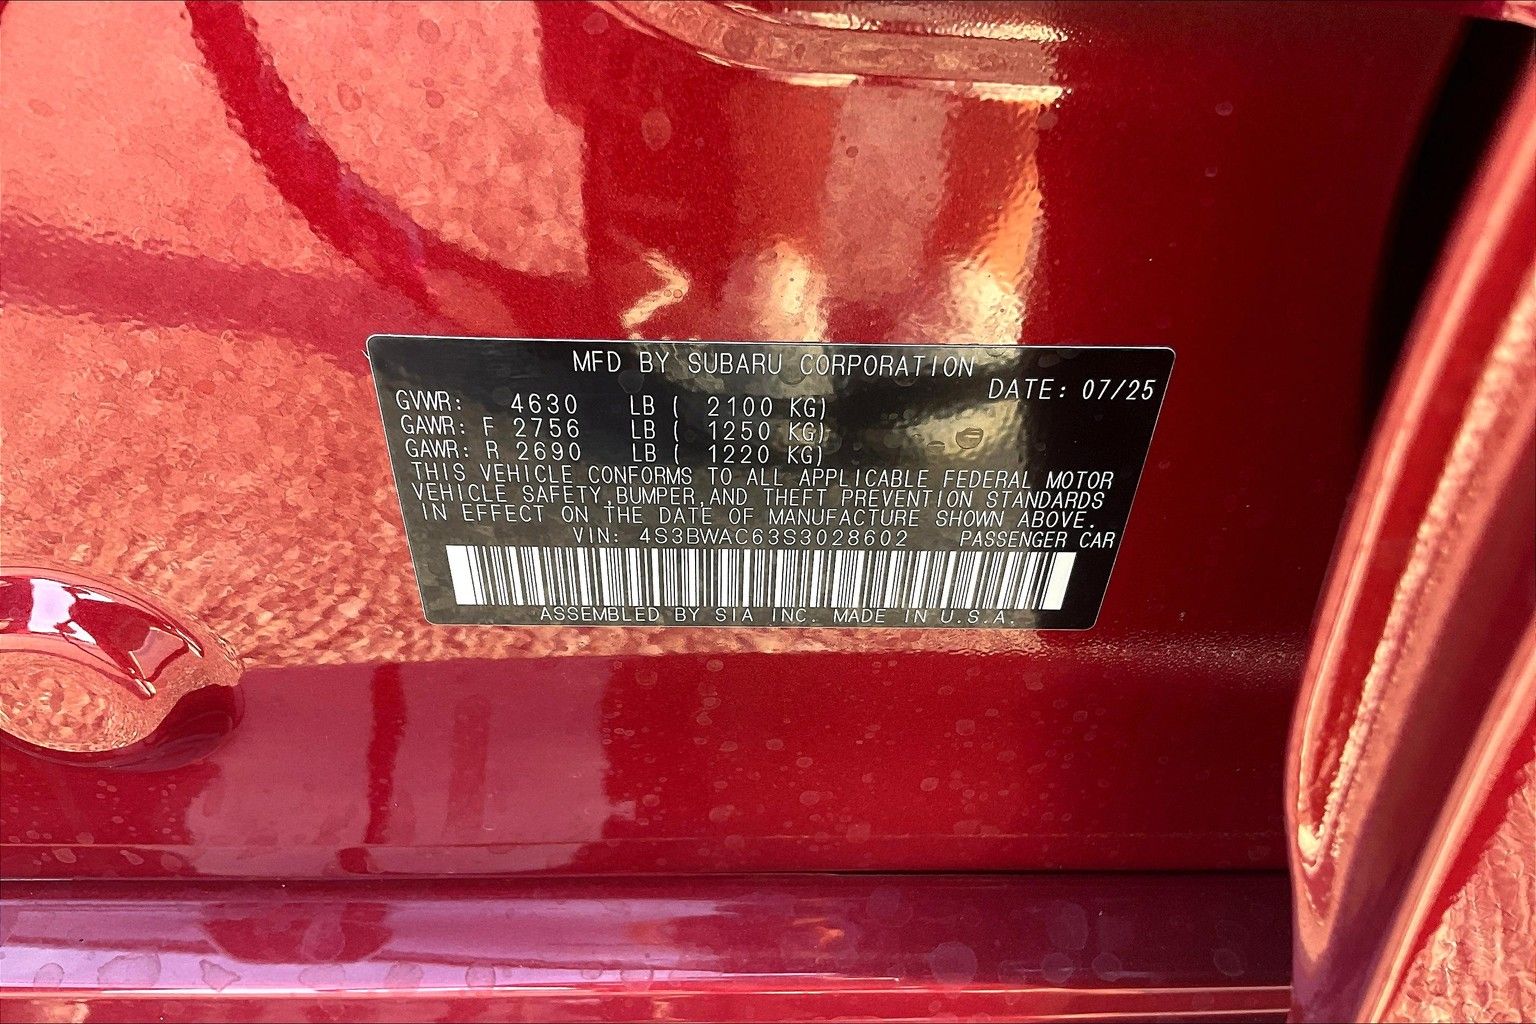 MFD BY SUBARU CORPORATION
DATE: 07/25
GVWR: 4630 LB ( 2100 KG)
GAWR: F 2756 LB ( 1250 KG)
GAWR: R 2690 LB ( 1220 KG)
THIS VEHICLE CONFORMS TO ALL APPLICABLE FEDERAL MOTOR
VEHICLE SAFETY,BUMPER,AND THEFT PREVENTION STANDARDS
IN EFFECT ON THE DATE OF MANUFACTURE SHOWN ABOVE.
VIN: 4S3BWAC63S3028602 PASSENGER CAR
ASSEMBLED BY SIA INC. MADE IN U.S.A.